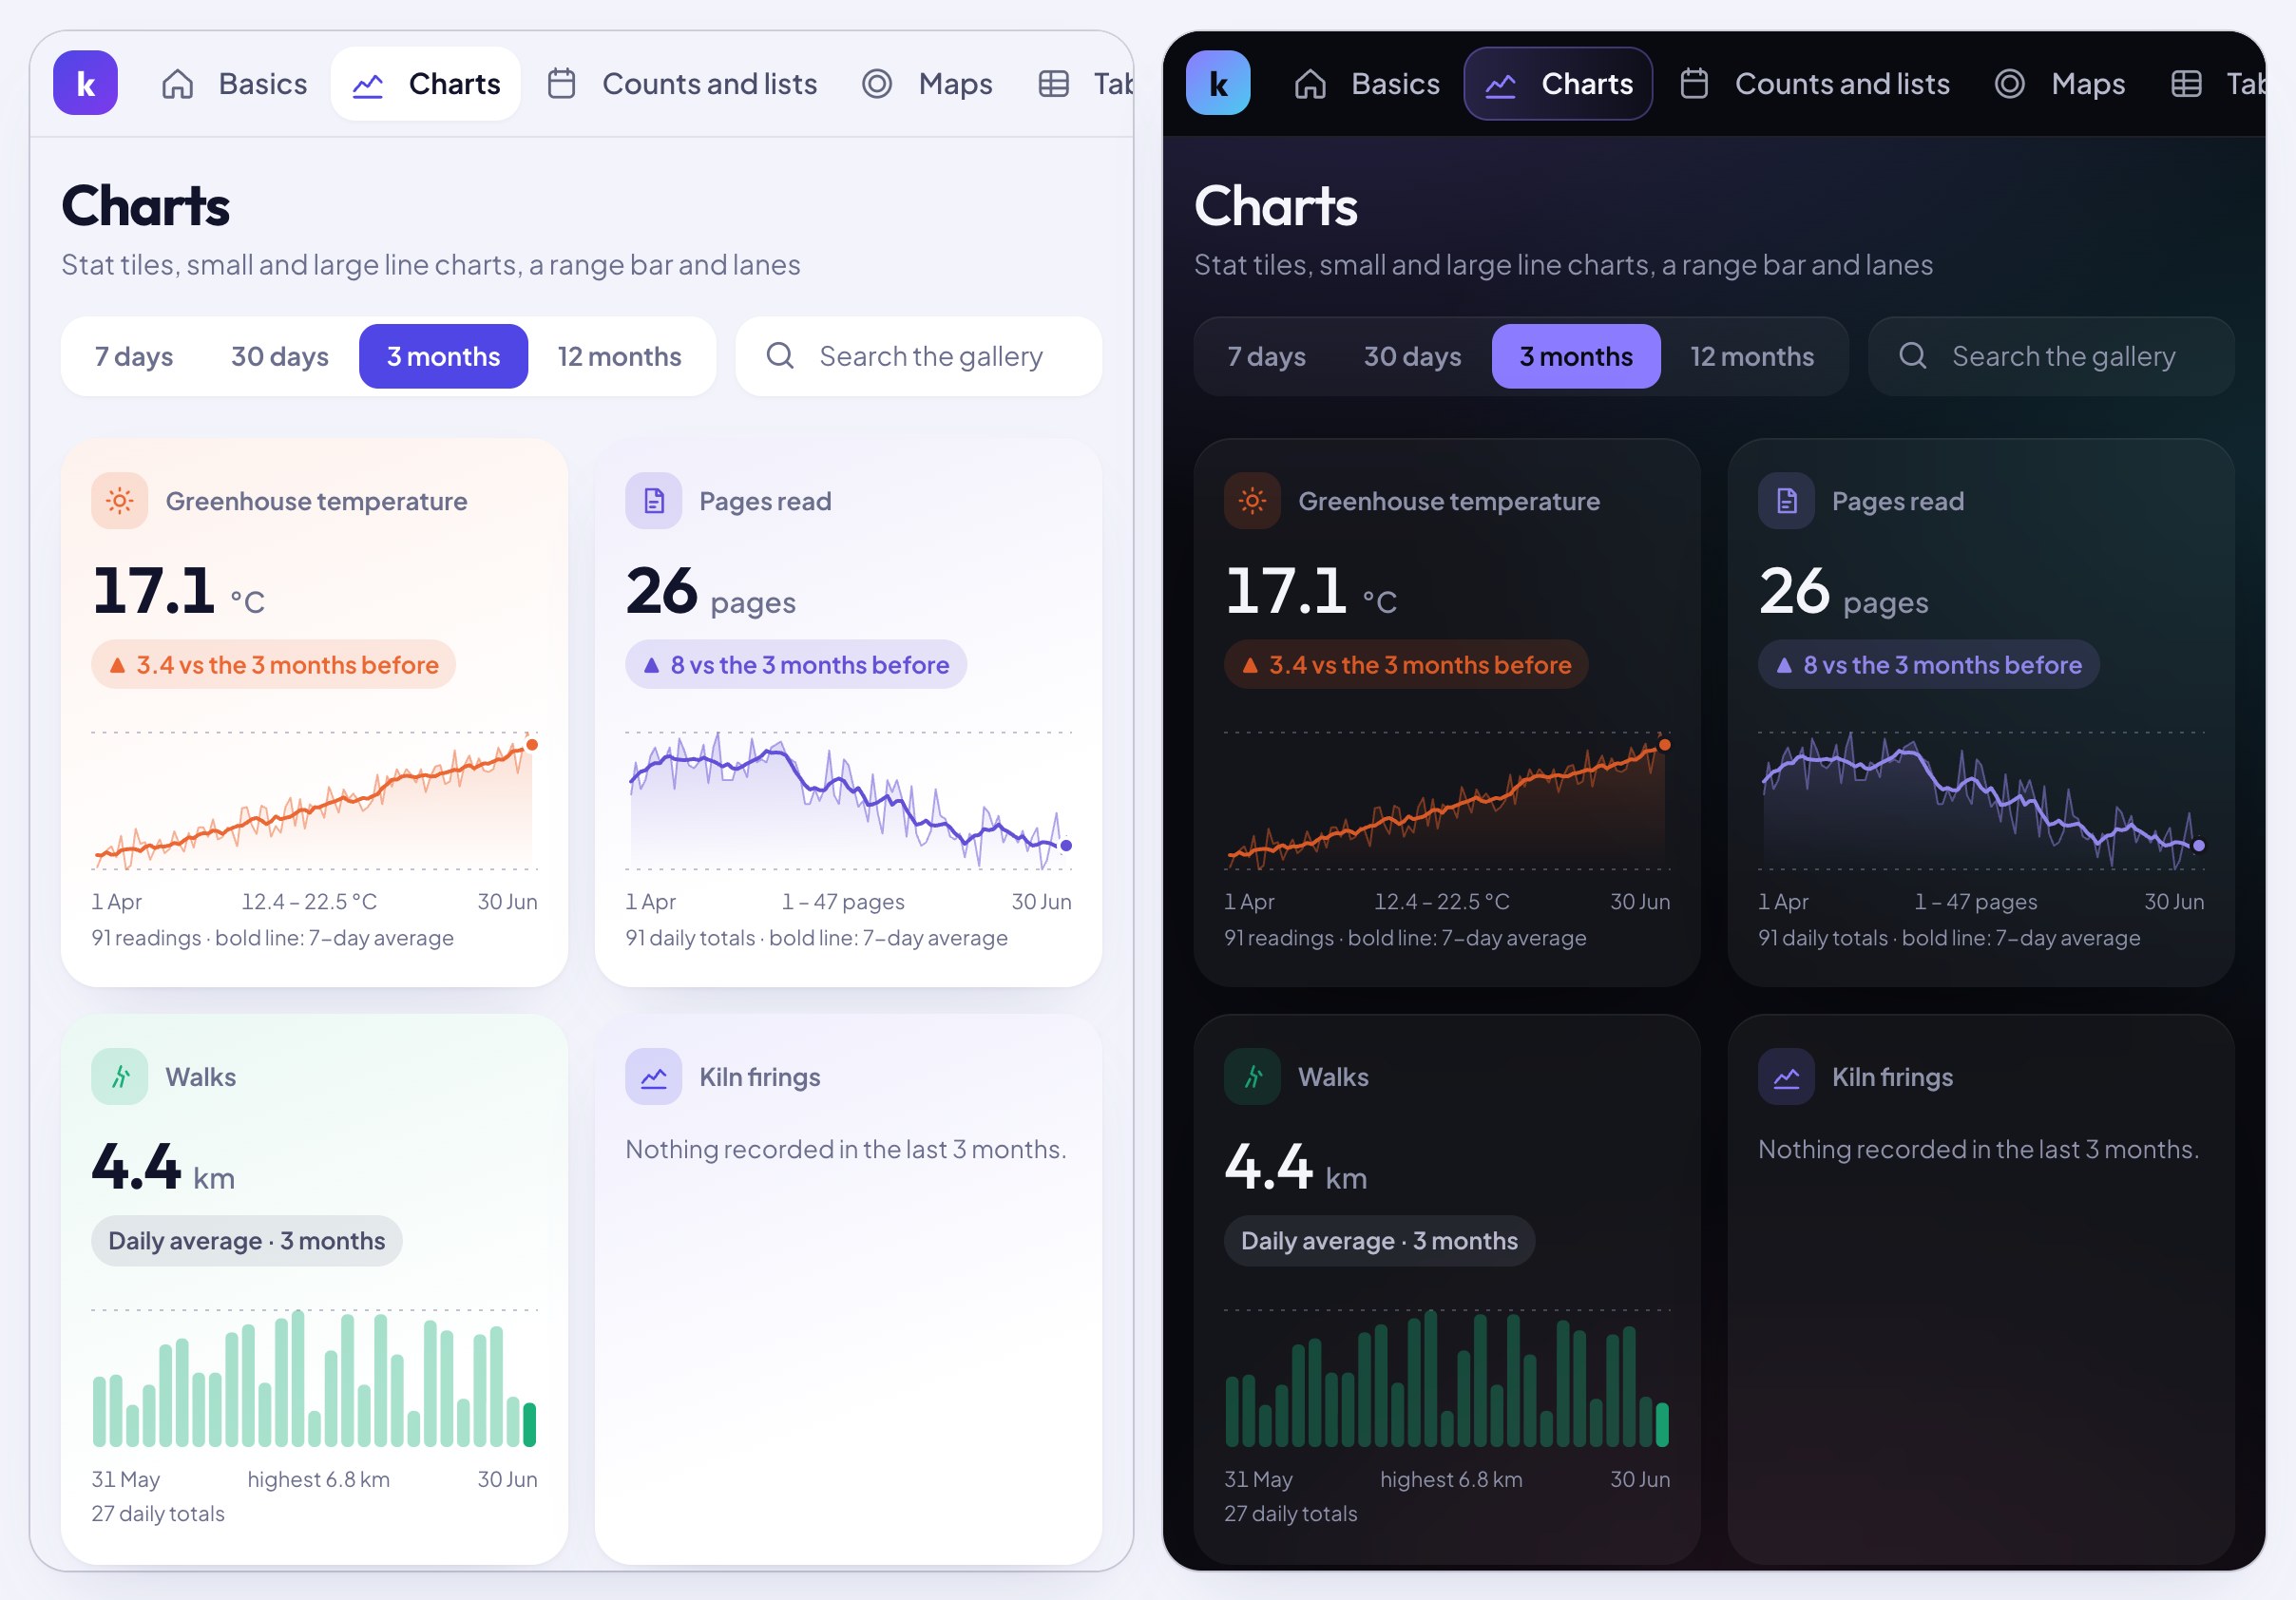 k Basics Charts Counts and lists Maps Tab
Charts
Stat tiles, small and large line charts, a range bar and lanes
7 days 30 days 3 months 12 months Search the gallery
Greenhouse temperature
17.1 °C
▲ 3.4 vs the 3 months before
1 Apr 12.4 – 22.5 °C 30 Jun
91 readings · bold line: 7-day average
Pages read
26 pages
▲ 8 vs the 3 months before
1 Apr 1 – 47 pages 30 Jun
91 daily totals · bold line: 7-day average
Walks
4.4 km
Daily average · 3 months
31 May highest 6.8 km 30 Jun
27 daily totals
Kiln firings
Nothing recorded in the last 3 months.
k Basics Charts Counts and lists Maps Tab
Charts
Stat tiles, small and large line charts, a range bar and lanes
7 days 30 days 3 months 12 months Search the gallery
Greenhouse temperature
17.1 °C
▲ 3.4 vs the 3 months before
1 Apr 12.4 – 22.5 °C 30 Jun
91 readings · bold line: 7-day average
Pages read
26 pages
▲ 8 vs the 3 months before
1 Apr 1 – 47 pages 30 Jun
91 daily totals · bold line: 7-day average
Walks
4.4 km
Daily average · 3 months
31 May highest 6.8 km 30 Jun
27 daily totals
Kiln firings
Nothing recorded in the last 3 months.